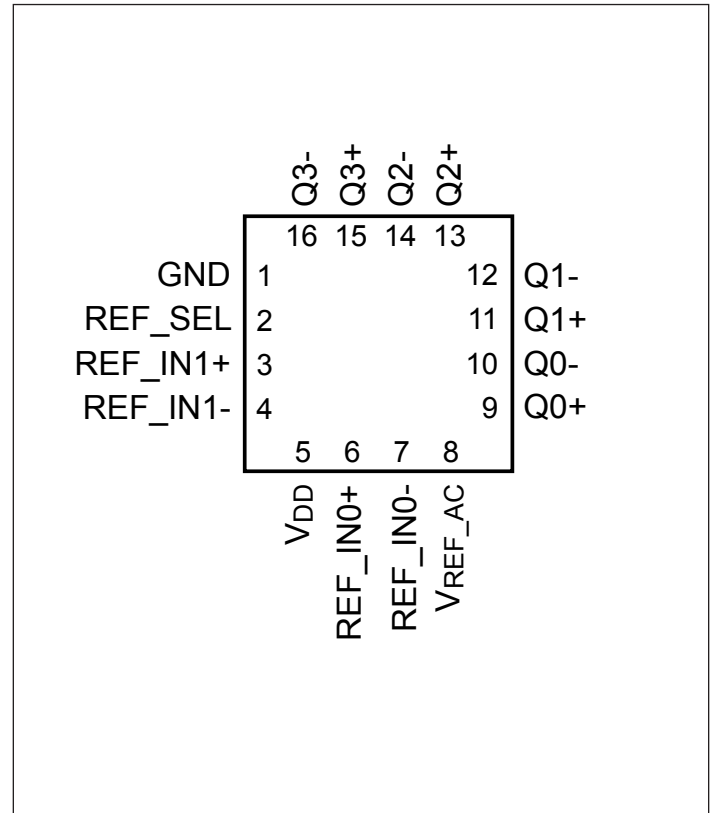 Q3- Q3+ Q2- Q2+
16 15 14 13
GND 1 12 Q1-
REF_SEL 2 11 Q1+
REF_IN1+ 3 10 Q0-
REF_IN1- 4 9 Q0+
5 6 7 8
VDD REF_IN0+ REF_IN0- VREF_AC